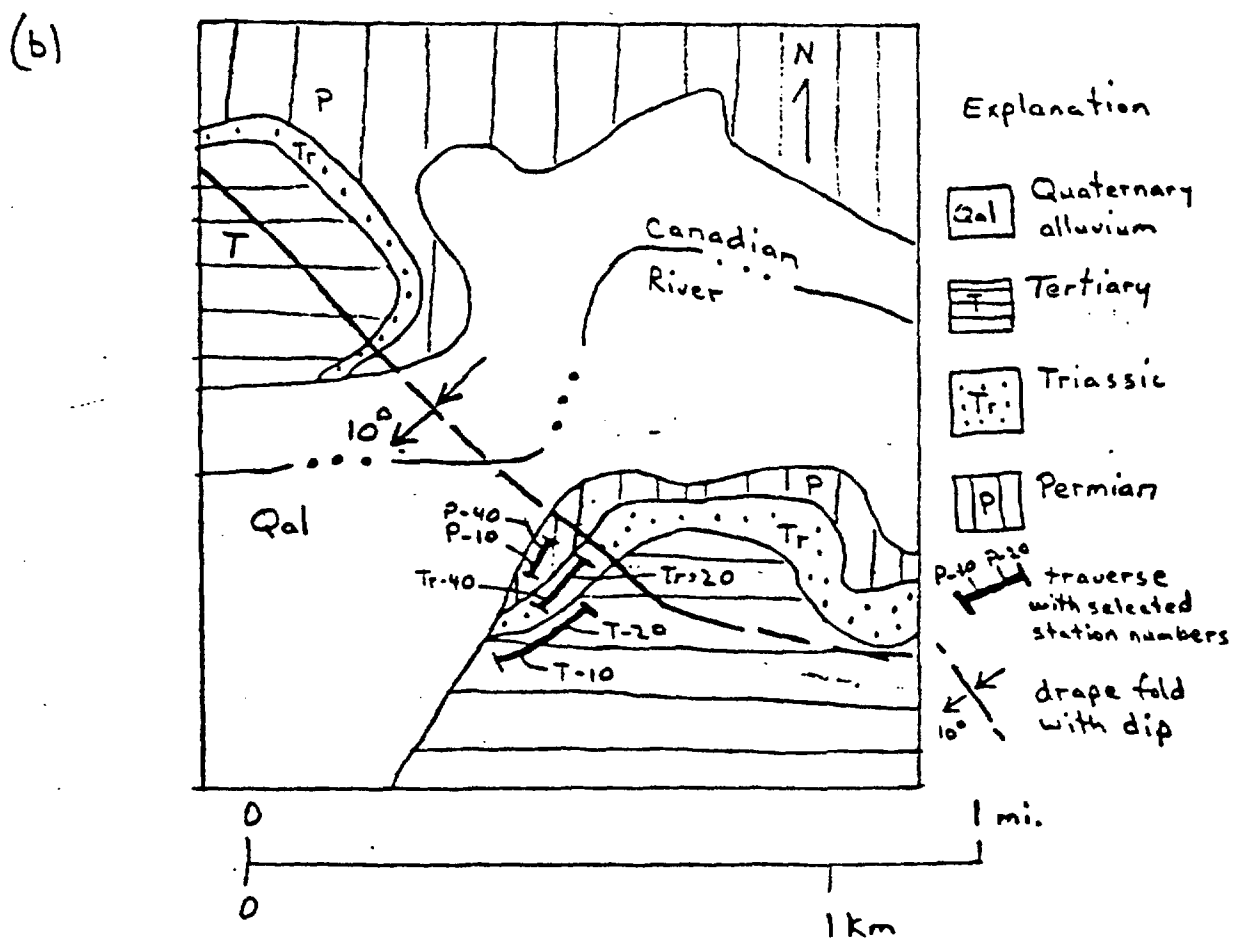 (b)
N
P
Tr
T
Canadian
River
10°
Qal
P
P-40
P-10
Tr
Tr-40
Tr-20
T-20
T-10
Explanation
Qal Quaternary
alluvium
T Tertiary
Tr Triassic
P Permian
P-10 P-20
traverse
with selected
station numbers
drape fold
with dip
10°
0 1 mi.
0 1 Km